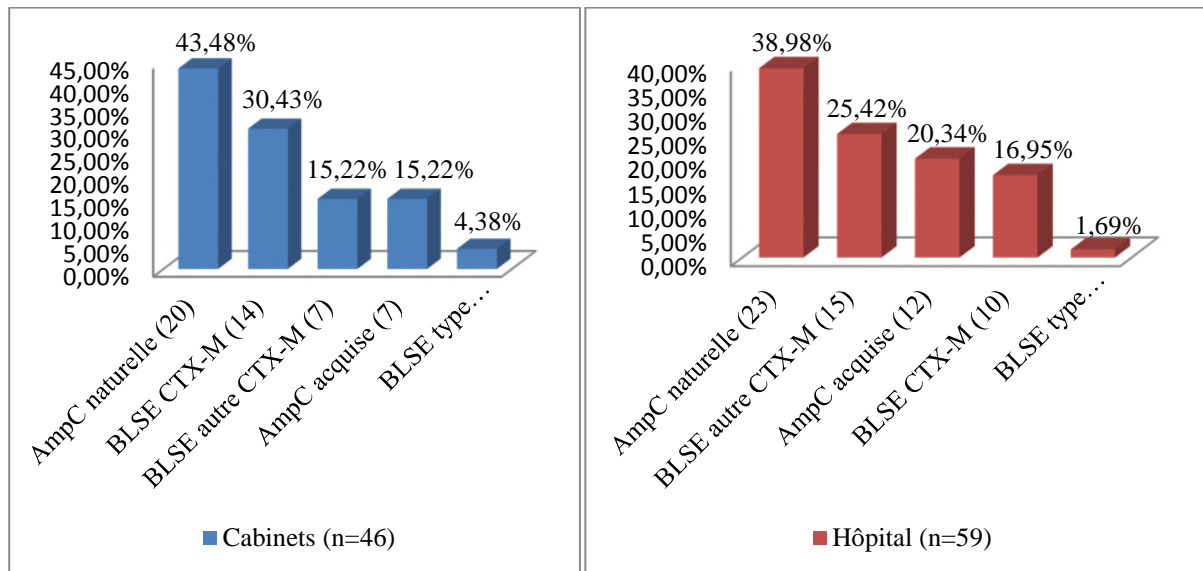 43,48%
30,43%
15,22%
15,22%
4,38%
45,00%
40,00%
35,00%
30,00%
25,00%
20,00%
15,00%
10,00%
5,00%
0,00%
AmpC naturelle (20)
BLSE CTX-M (14)
BLSE autre CTX-M (7)
AmpC acquise (7)
BLSE type…
Cabinets (n=46)
38,98%
25,42%
20,34%
16,95%
1,69%
40,00%
35,00%
30,00%
25,00%
20,00%
15,00%
10,00%
5,00%
0,00%
AmpC naturelle (23)
BLSE autre CTX-M (15)
AmpC acquise (12)
BLSE CTX-M (10)
BLSE type…
Hôpital (n=59)